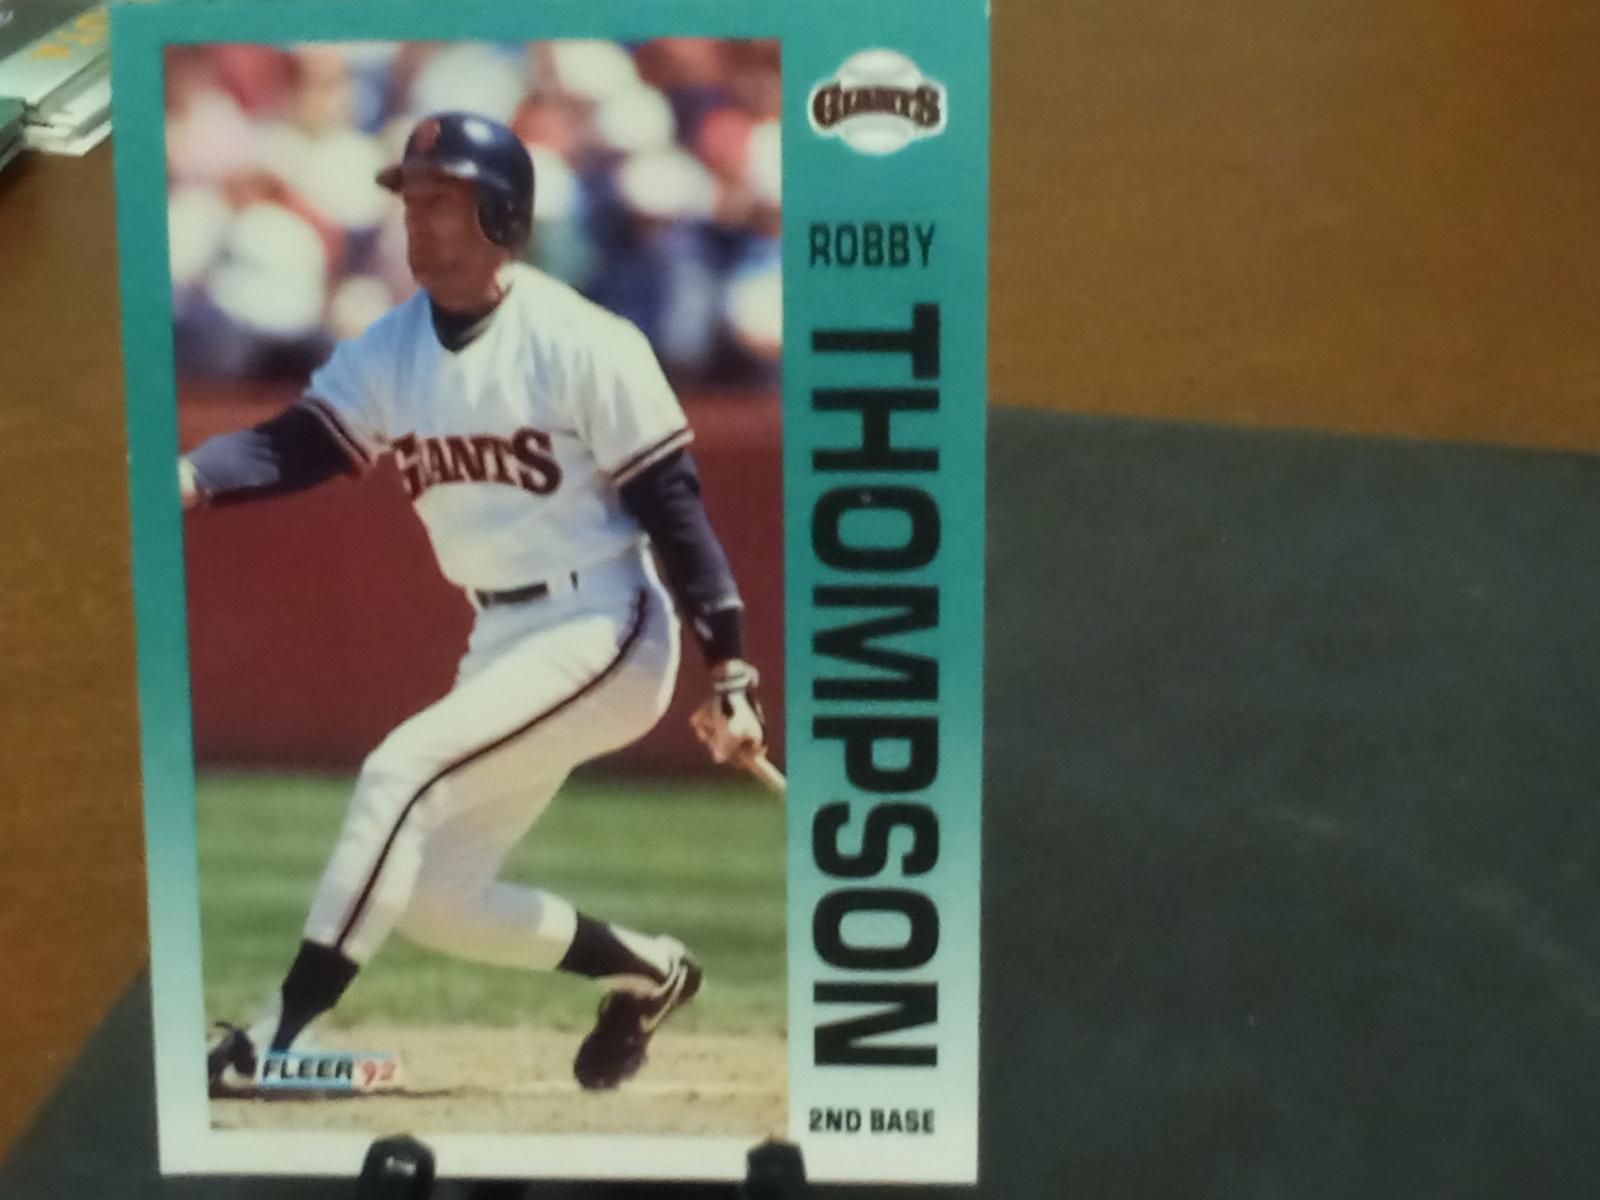 GIANTS
ROBBY
THOMPSON
GIANTS
FLEER '92
2ND BASE